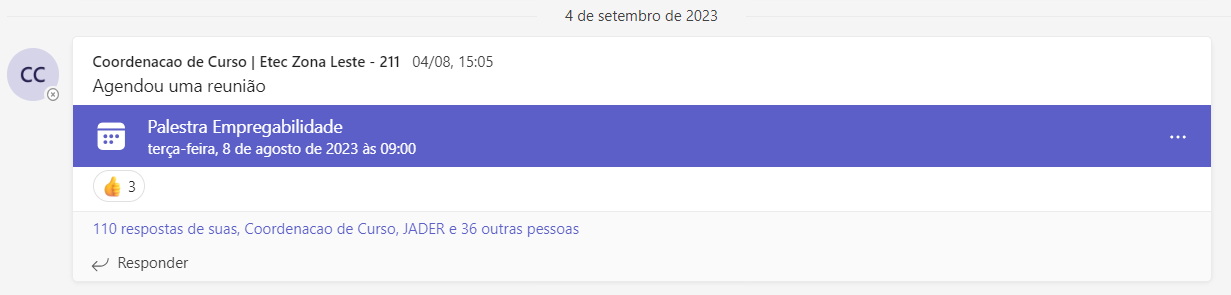 4 de setembro de 2023
CC
Coordenacao de Curso | Etec Zona Leste - 211 04/08, 15:05
Agendou uma reunião
Palestra Empregabilidade
terça-feira, 8 de agosto de 2023 às 09:00
3
110 respostas de suas, Coordenacao de Curso, JADER e 36 outras pessoas
Responder